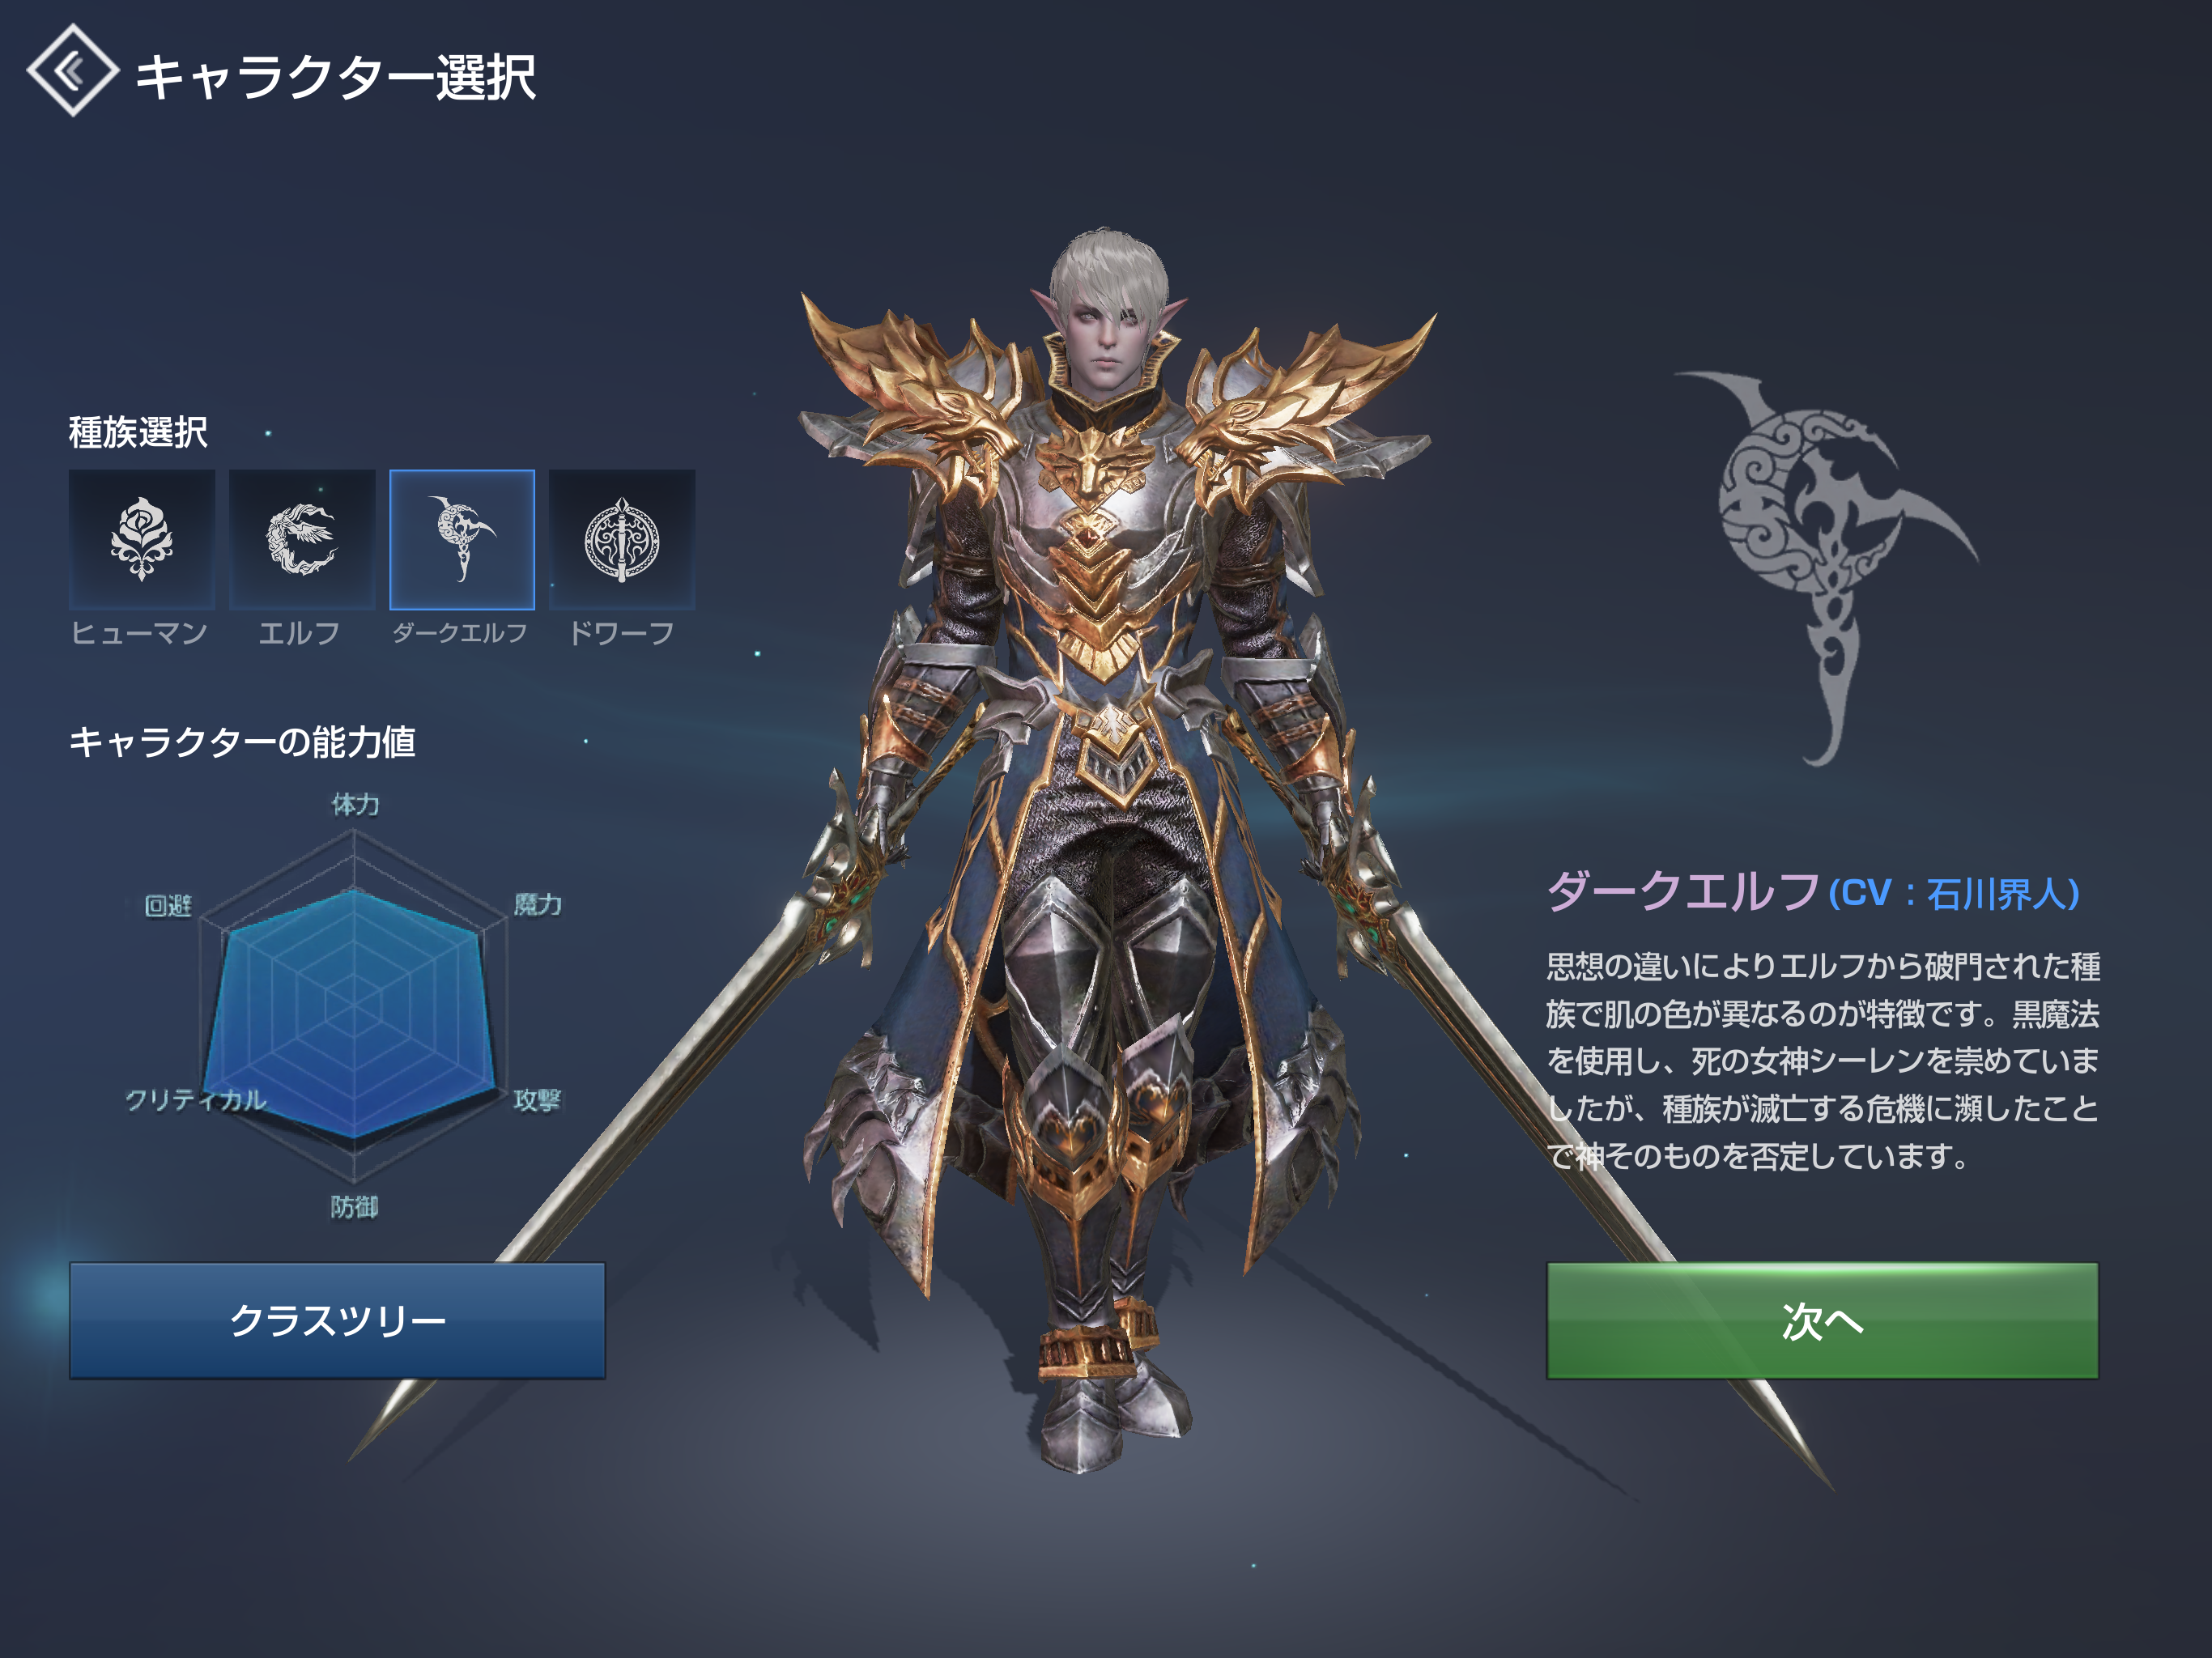 キャラクター選択
種族選択
ヒューマン
エルフ
ダークエルフ
ドワーフ
キャラクターの能力値
体力
回避
魔力
クリティカル
攻撃
防御
クラスツリー
ダークエルフ(CV：石川界人)
思想の違いによりエルフから破門された種
族で肌の色が異なるのが特徴です。黒魔法
を使用し、死の女神シーレンを崇めていま
したが、種族が滅亡する危機に瀕したこと
で神そのものを否定しています。
次へ